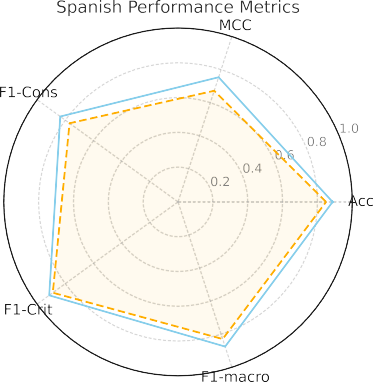 Spanish Performance Metrics
MCC
F1-Cons
1.0
0.8
0.6
0.4
0.2
Acc
F1-Crit
F1-macro